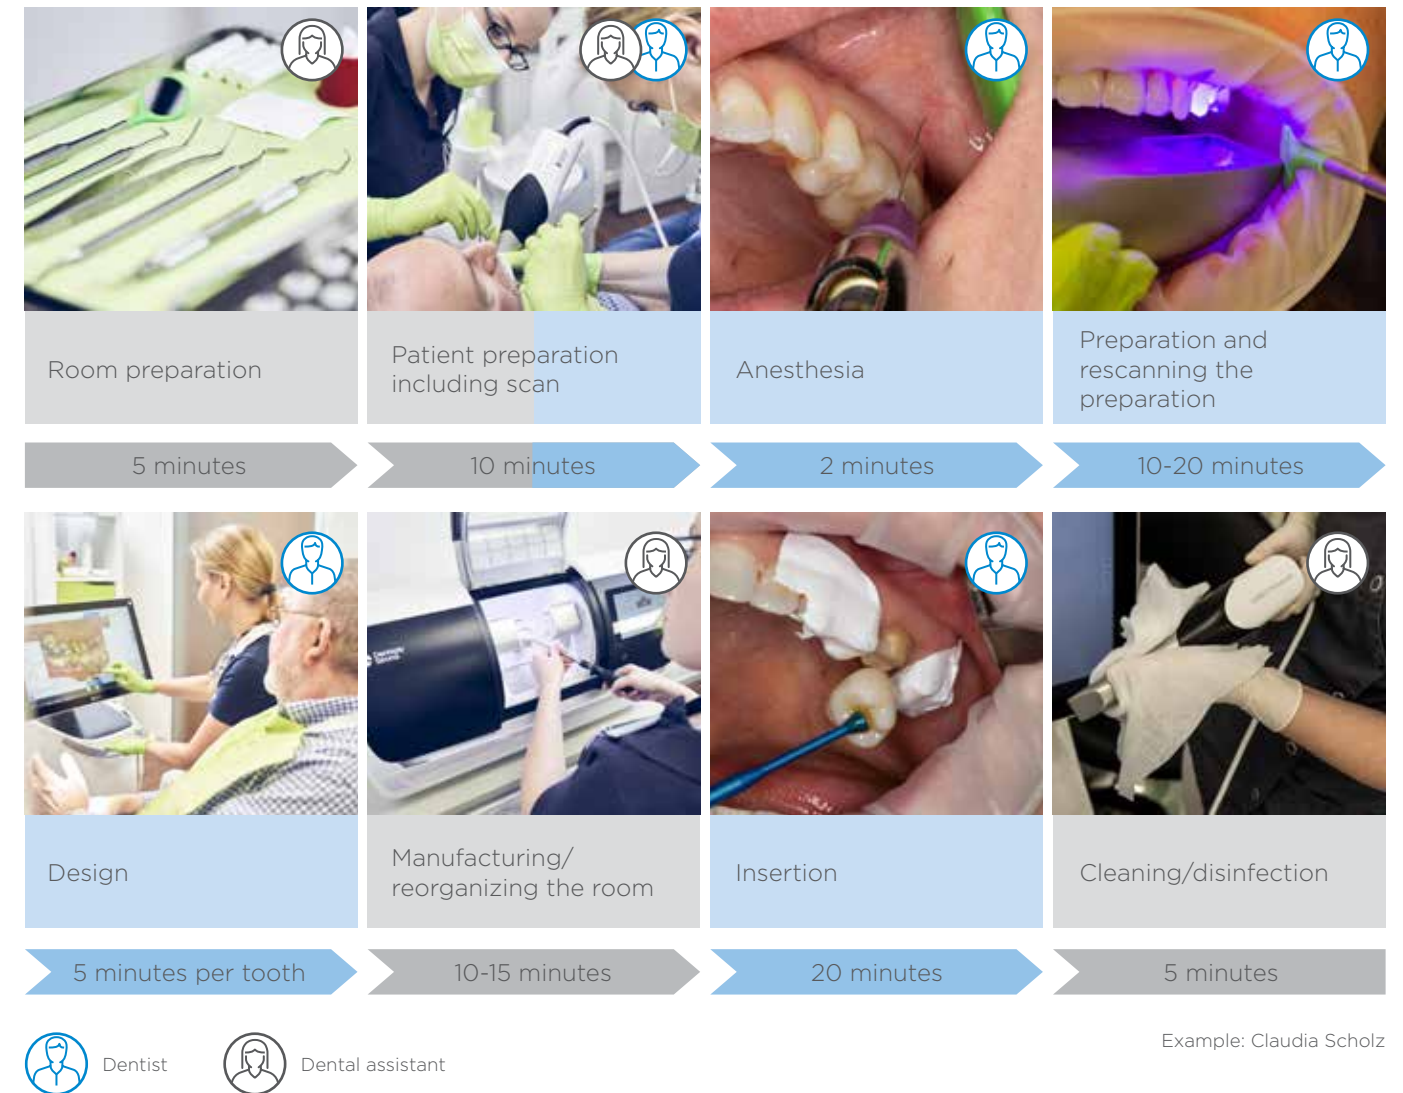 Room preparation
Patient preparation
including scan
Anesthesia
Preparation and
rescanning the
preparation
5 minutes
10 minutes
2 minutes
10-20 minutes
Design
Manufacturing/
reorganizing the room
Insertion
Cleaning/disinfection
5 minutes per tooth
10-15 minutes
20 minutes
5 minutes
Example: Claudia Scholz
Dentist
Dental assistant